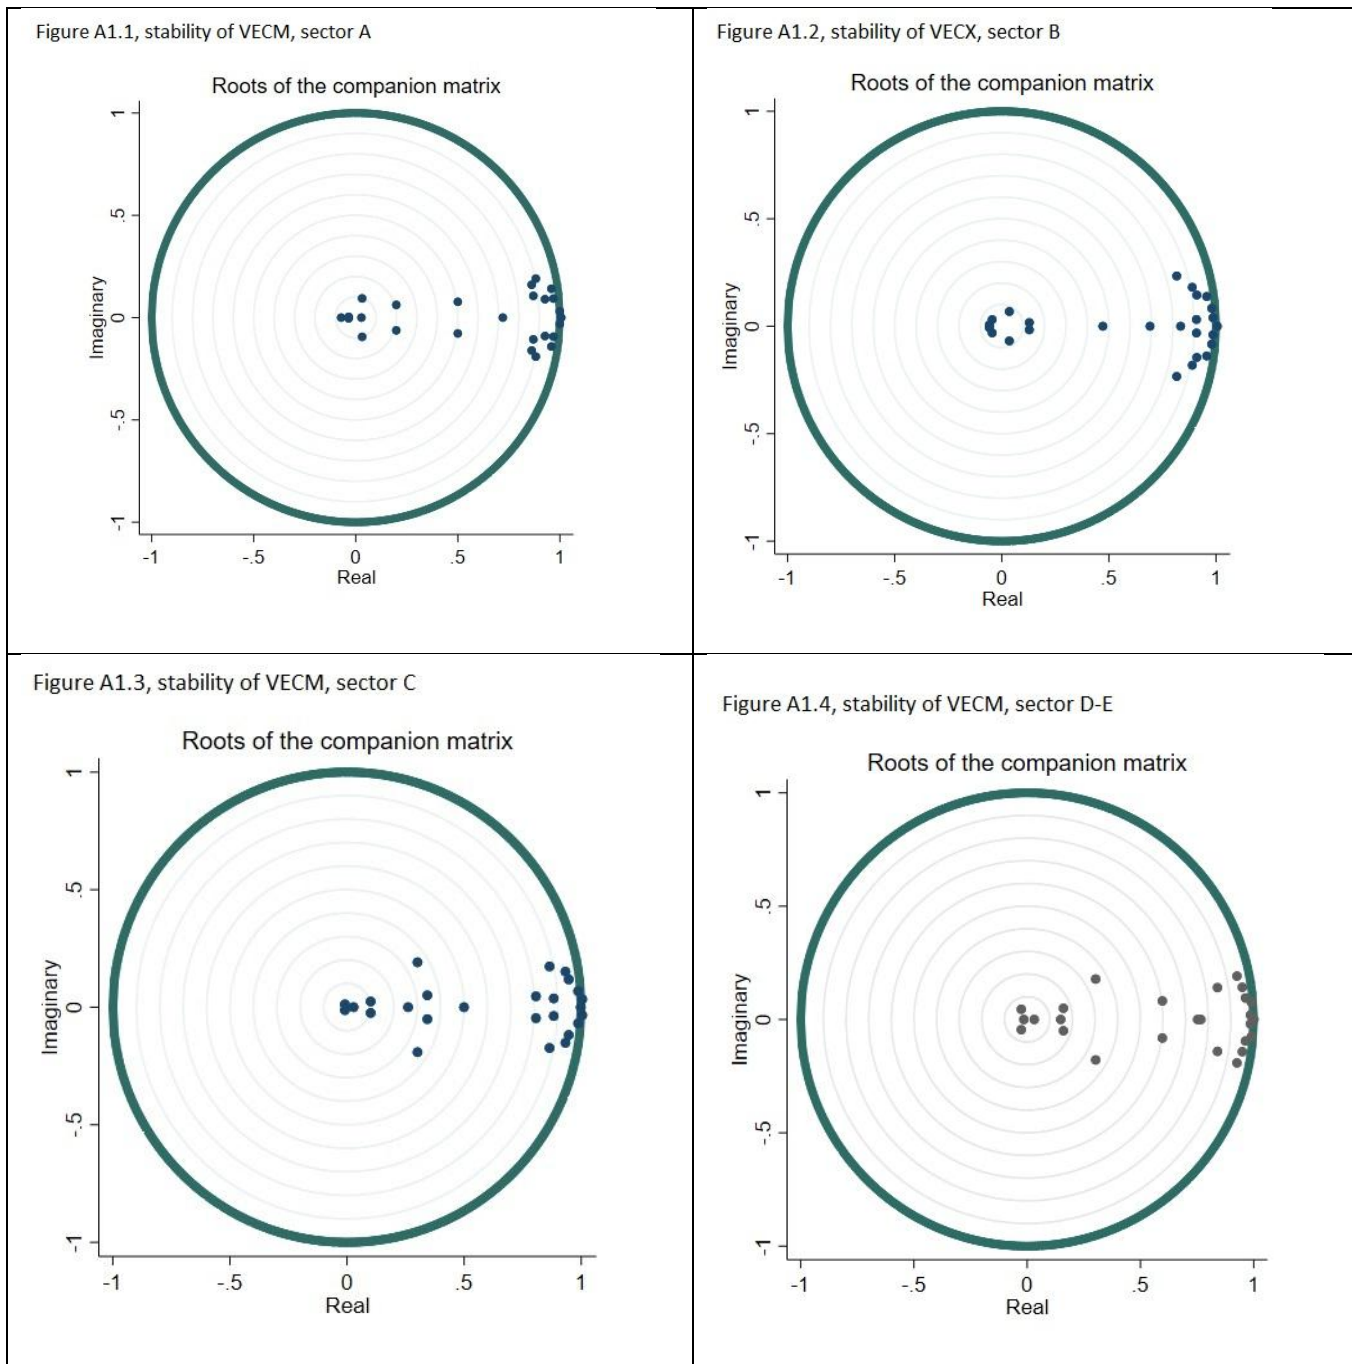 Figure A1.1, stability of VECM, sector A
Roots of the companion matrix
1
.5
0
-.5
-1
Imaginary
-1 -.5 0 .5 1
Real
Figure A1.2, stability of VECX, sector B
Roots of the companion matrix
1
.5
0
-.5
-1
Imaginary
-1 -.5 0 .5 1
Real
Figure A1.3, stability of VECM, sector C
Roots of the companion matrix
1
.5
0
-.5
-1
Imaginary
-1 -.5 0 .5 1
Real
Figure A1.4, stability of VECM, sector D-E
Roots of the companion matrix
1
.5
0
-.5
-1
Imaginary
-1 -.5 0 .5 1
Real